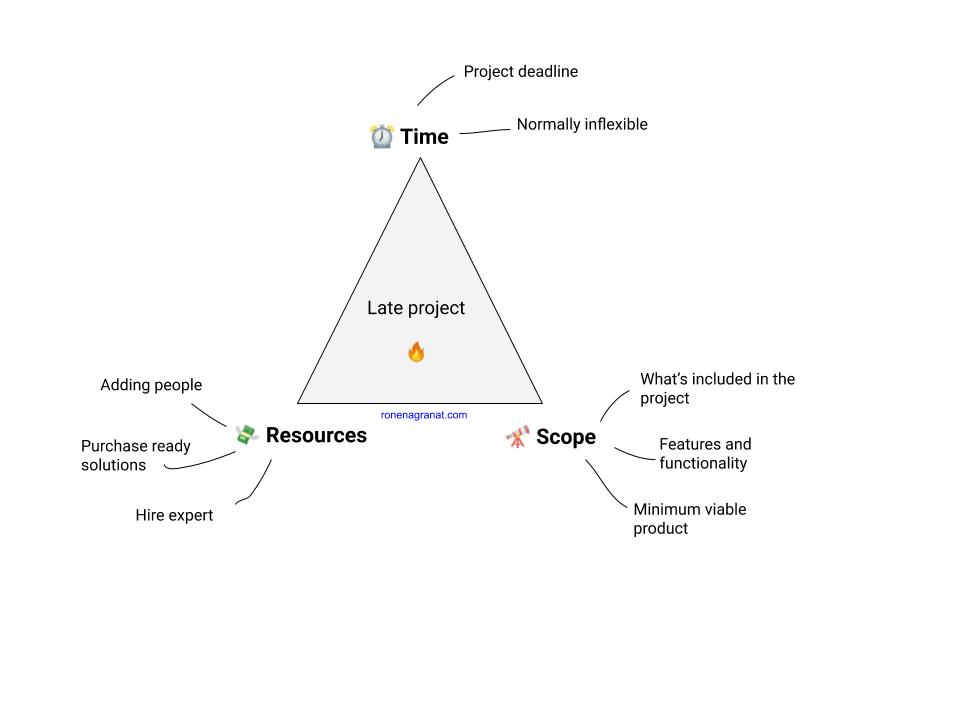 Project deadline
Normally inflexible
Time
Late project
ronenagranat.com
Adding people
Purchase ready
solutions
Hire expert
Resources
Scope
What’s included in the
project
Features and
functionality
Minimum viable
product